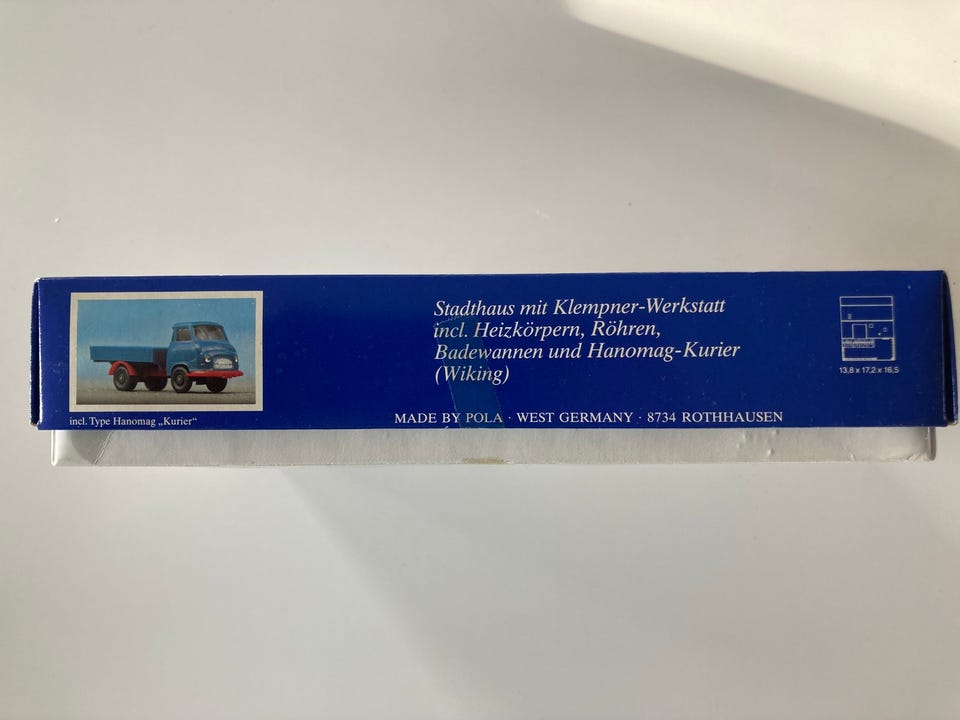 Stadthaus mit Klempner-Werkstatt
incl. Heizkörpern, Röhren,
Badewannen und Hanomag-Kurier
(Wiking)
13,8 x 17,2 x 16,5
incl. Type Hanomag „Kurier“
MADE BY POLA · WEST GERMANY · 8734 ROTHHAUSEN